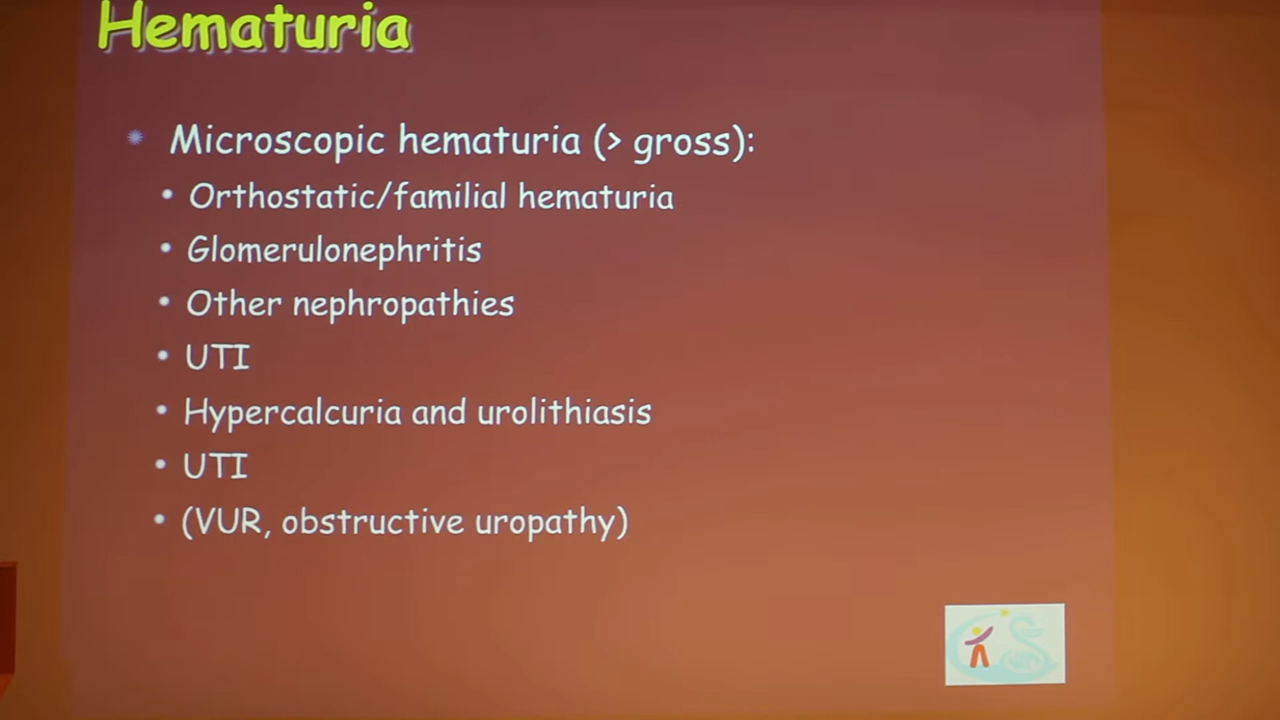 Hematuria
Microscopic hematuria (> gross):
• Orthostatic/familial hematuria
• Glomerulonephritis
• Other nephropathies
• UTI
• Hypercalcuria and urolithiasis
• UTI
• (VUR, obstructive uropathy)